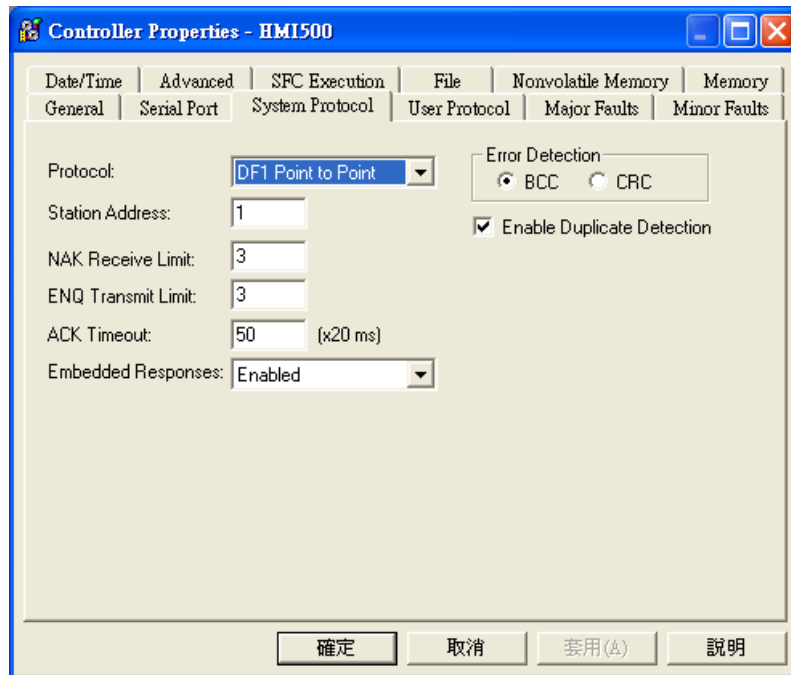 Controller Properties - HMI500
Date/Time Advanced SFC Execution File Nonvolatile Memory Memory
General Serial Port System Protocol User Protocol Major Faults Minor Faults
Protocol: DF1 Point to Point
Error Detection
BCC CRC
Station Address: 1
Enable Duplicate Detection
NAK Receive Limit: 3
ENQ Transmit Limit: 3
ACK Timeout: 50 (x20 ms)
Embedded Responses: Enabled
確定 取消 套用(A) 說明